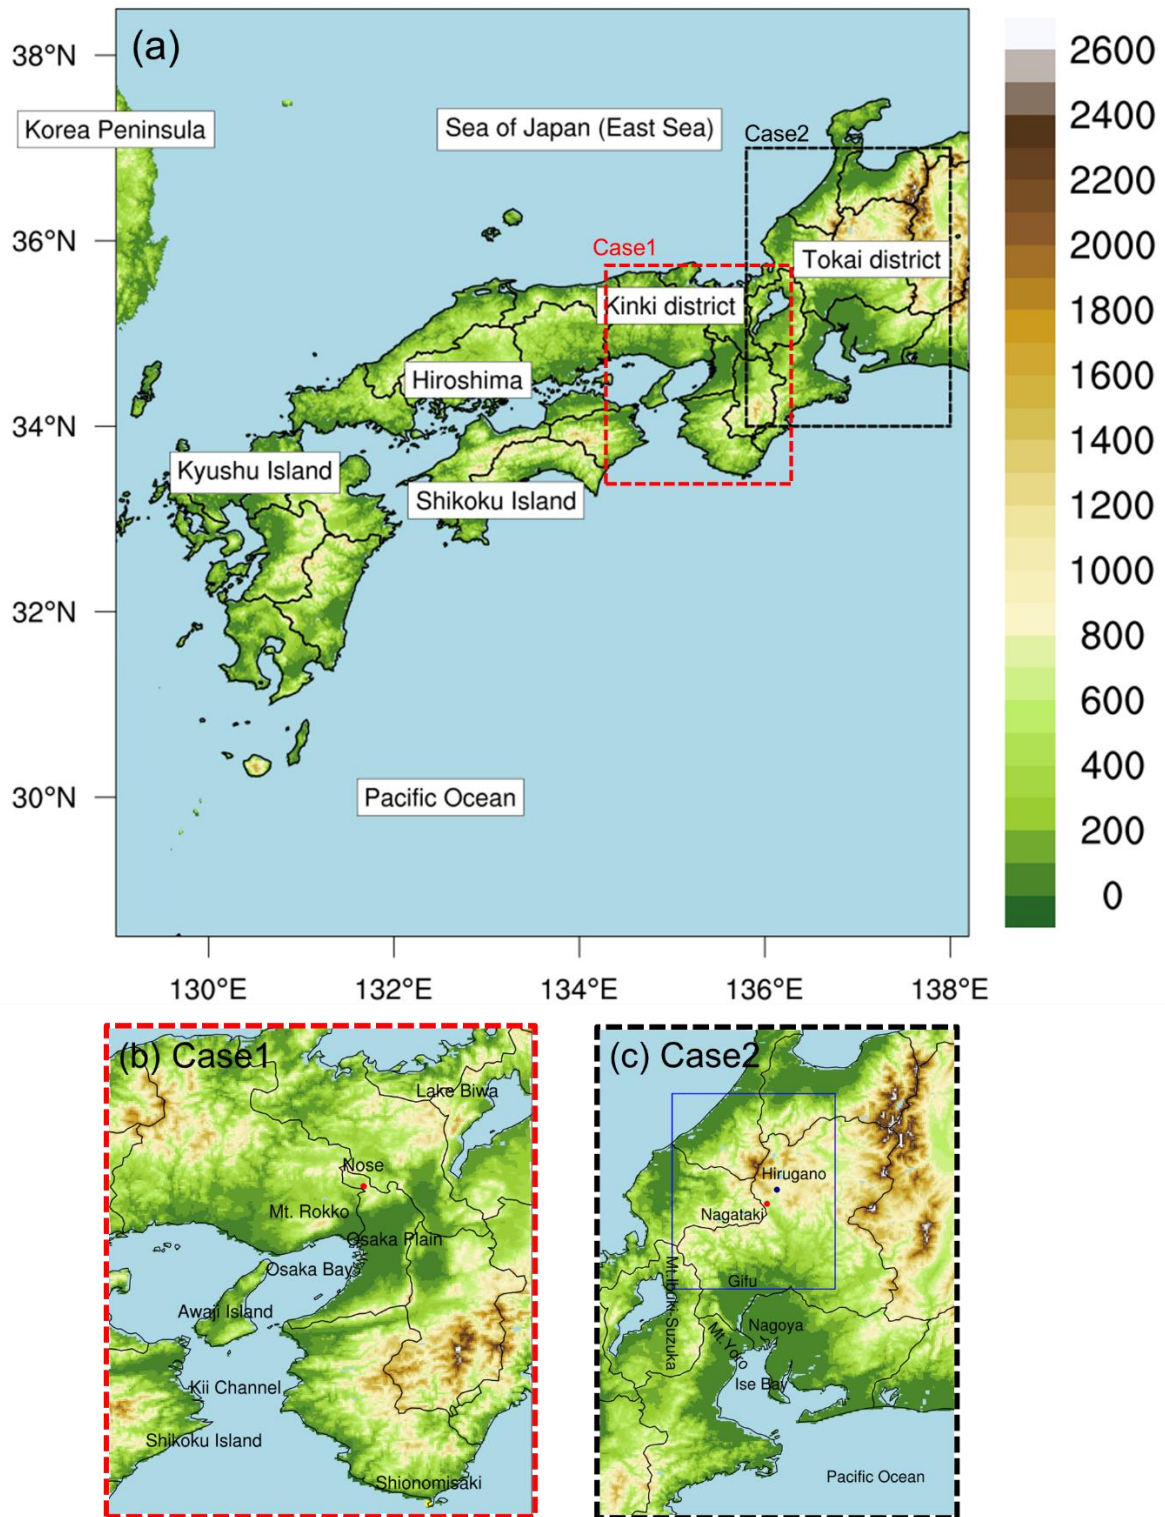 (a)
38°N
36°N
34°N
32°N
30°N
130°E
132°E
134°E
136°E
138°E
Korea Peninsula
Sea of Japan (East Sea)
Case2
Case1
Tokai district
Kinki district
Hiroshima
Kyushu Island
Shikoku Island
Pacific Ocean
2600
2400
2200
2000
1800
1600
1400
1200
1000
800
600
400
200
0
(b) Case1
Lake Biwa
Nose
Mt. Rokko
Osaka Plain
Osaka Bay
Awaji Island
Kii Channel
Shikoku Island
Shionomisaki
(c) Case2
Hirugano
Nagataki
Mt.Ibuki-Suzuka
Gifu
Nagoya
Mt.Yoro
Ise Bay
Pacific Ocean